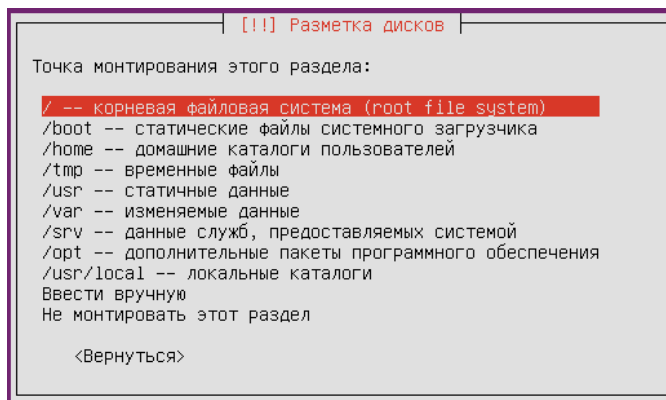 [!!] Разметка дисков
Точка монтирования этого раздела:
/ -- корневая файловая система (root file system)
/boot -- статические файлы системного загрузчика
/home -- домашние каталоги пользователей
/tmp -- временные файлы
/usr -- статичные данные
/var -- изменяемые данные
/srv -- данные служб, предоставляемых системой
/opt -- дополнительные пакеты программного обеспечения
/usr/local -- локальные каталоги
Ввести вручную
Не монтировать этот раздел
<Вернуться>